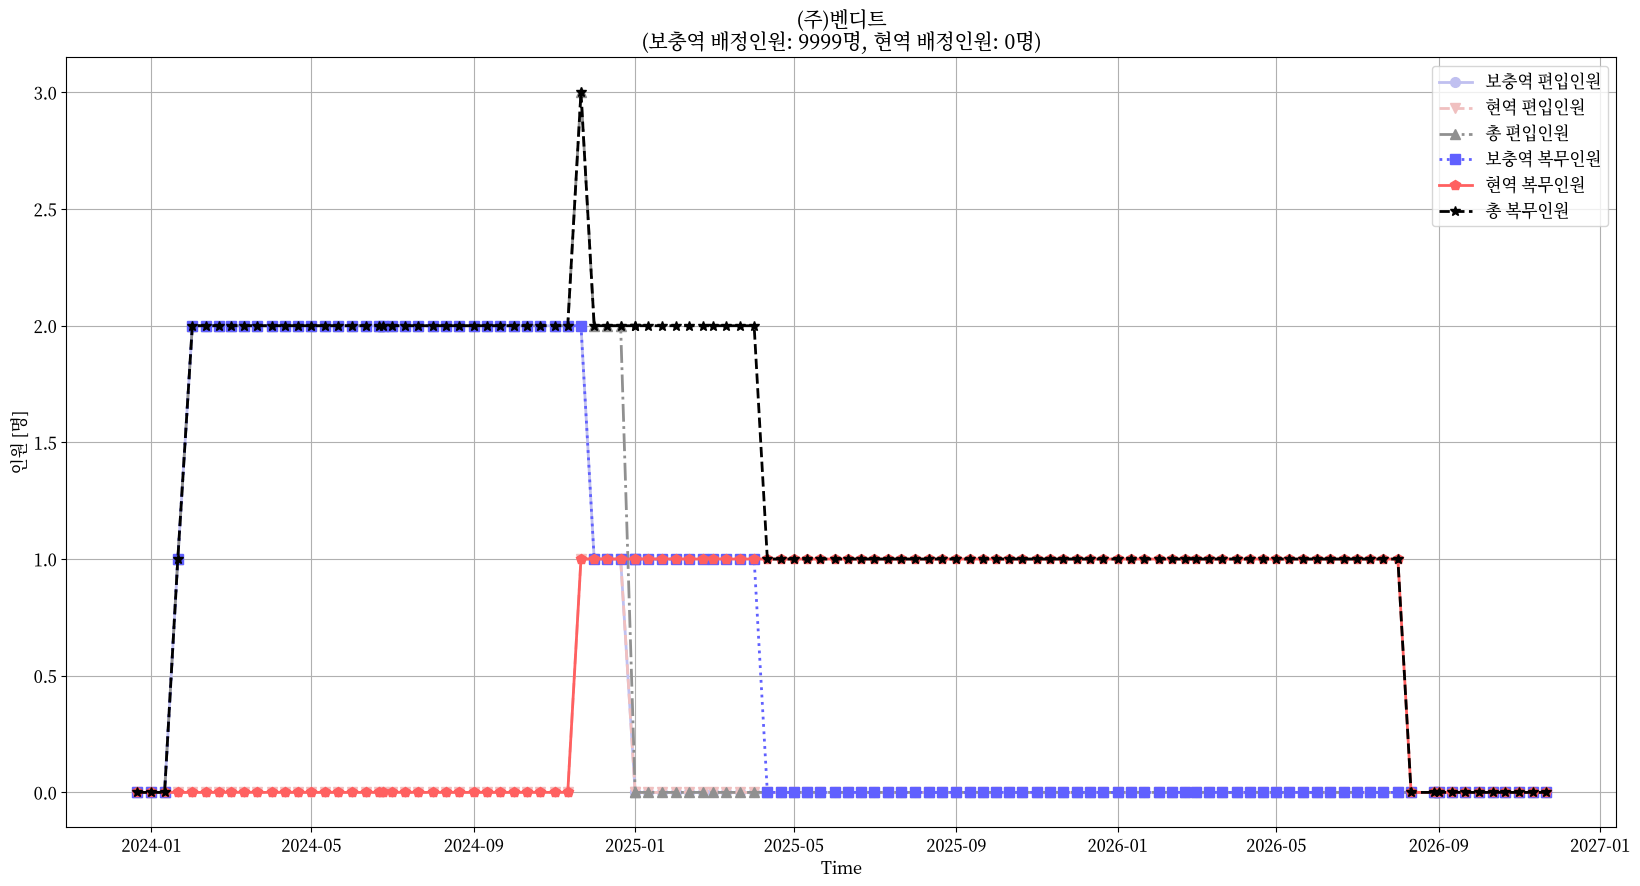 (주)벤디트
(보충역 배정인원: 9999명, 현역 배정인원: 0명)
보충역 편입인원
현역 편입인원
총 편입인원
보충역 복무인원
현역 복무인원
총 복무인원
인원 [명]
3.0
2.5
2.0
1.5
1.0
0.5
0.0
2024-01
2024-05
2024-09
2025-01
2025-05
2025-09
2026-01
2026-05
2026-09
2027-01
Time